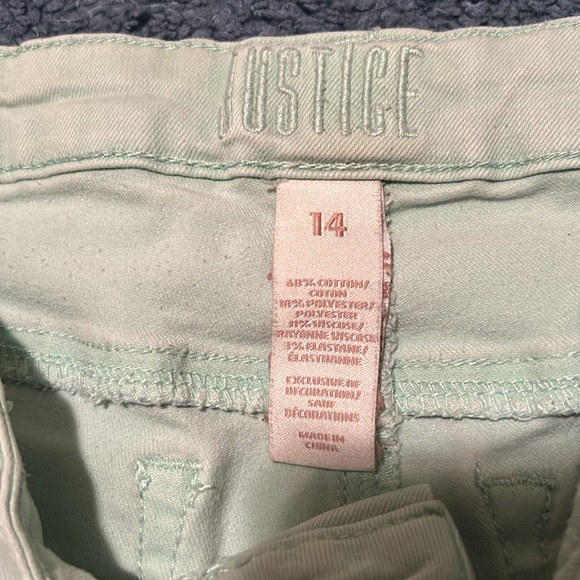 JUSTICE
14
68% COTTON/
COTON
18% POLYESTER/
POLYESTER
11% VISCOSE/
RAYONNE VISCOSE
3% ELASTANE/
ÉLASTHANNE
EXCLUSIVE OF
DECORATION/
SAUF
DÉCORATIONS
MADE IN
CHINA